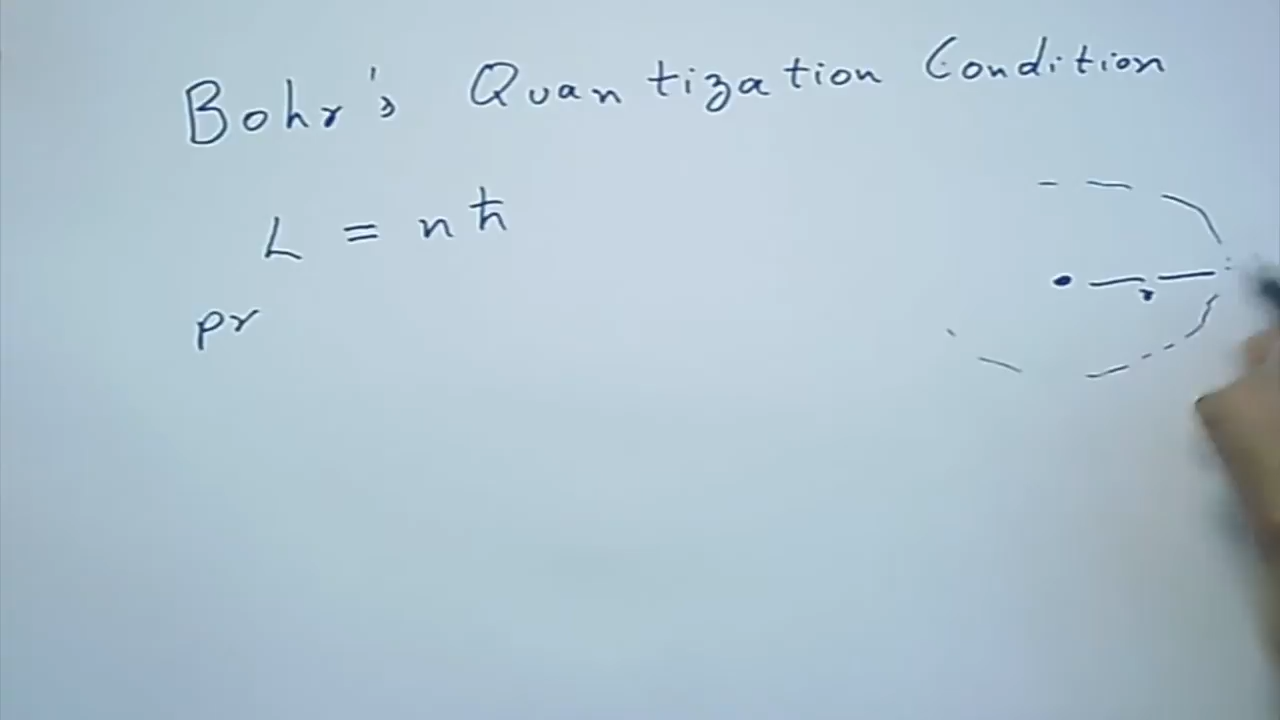 Bohr's Quantization Condition
L = nħ
pr
r